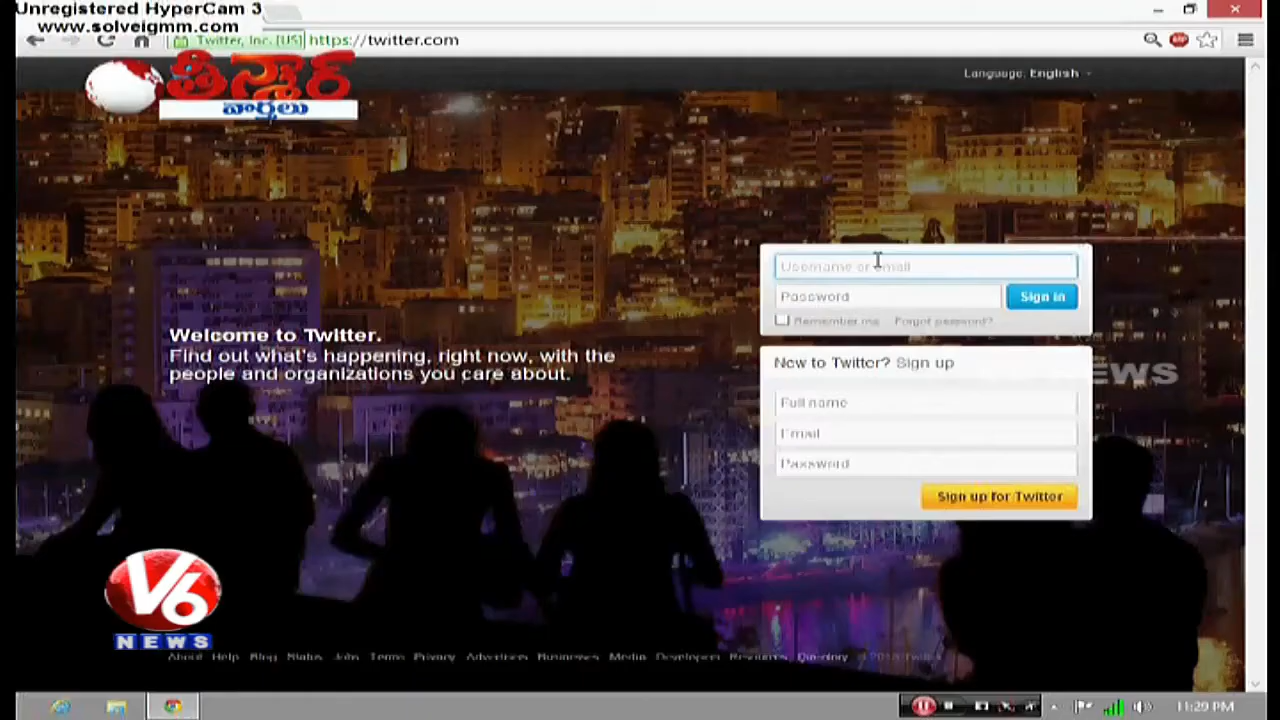 Unregistered HyperCam 3
www.solveigmm.com
Twitter, Inc. [US] https://twitter.com
తీన్మార్
వార్తలు
Language: English
Username or email
Password
Sign in
Remember me
Forgot password?
Welcome to Twitter.
Find out what's happening, right now, with the
people and organizations you care about.
New to Twitter? Sign up
EWS
Full name
Email
Password
Sign up for Twitter
V6
NEWS
About Help Blog Status Jobs Terms Privacy Advertisers Businesses Media Developers Resources Directory
11:29 PM